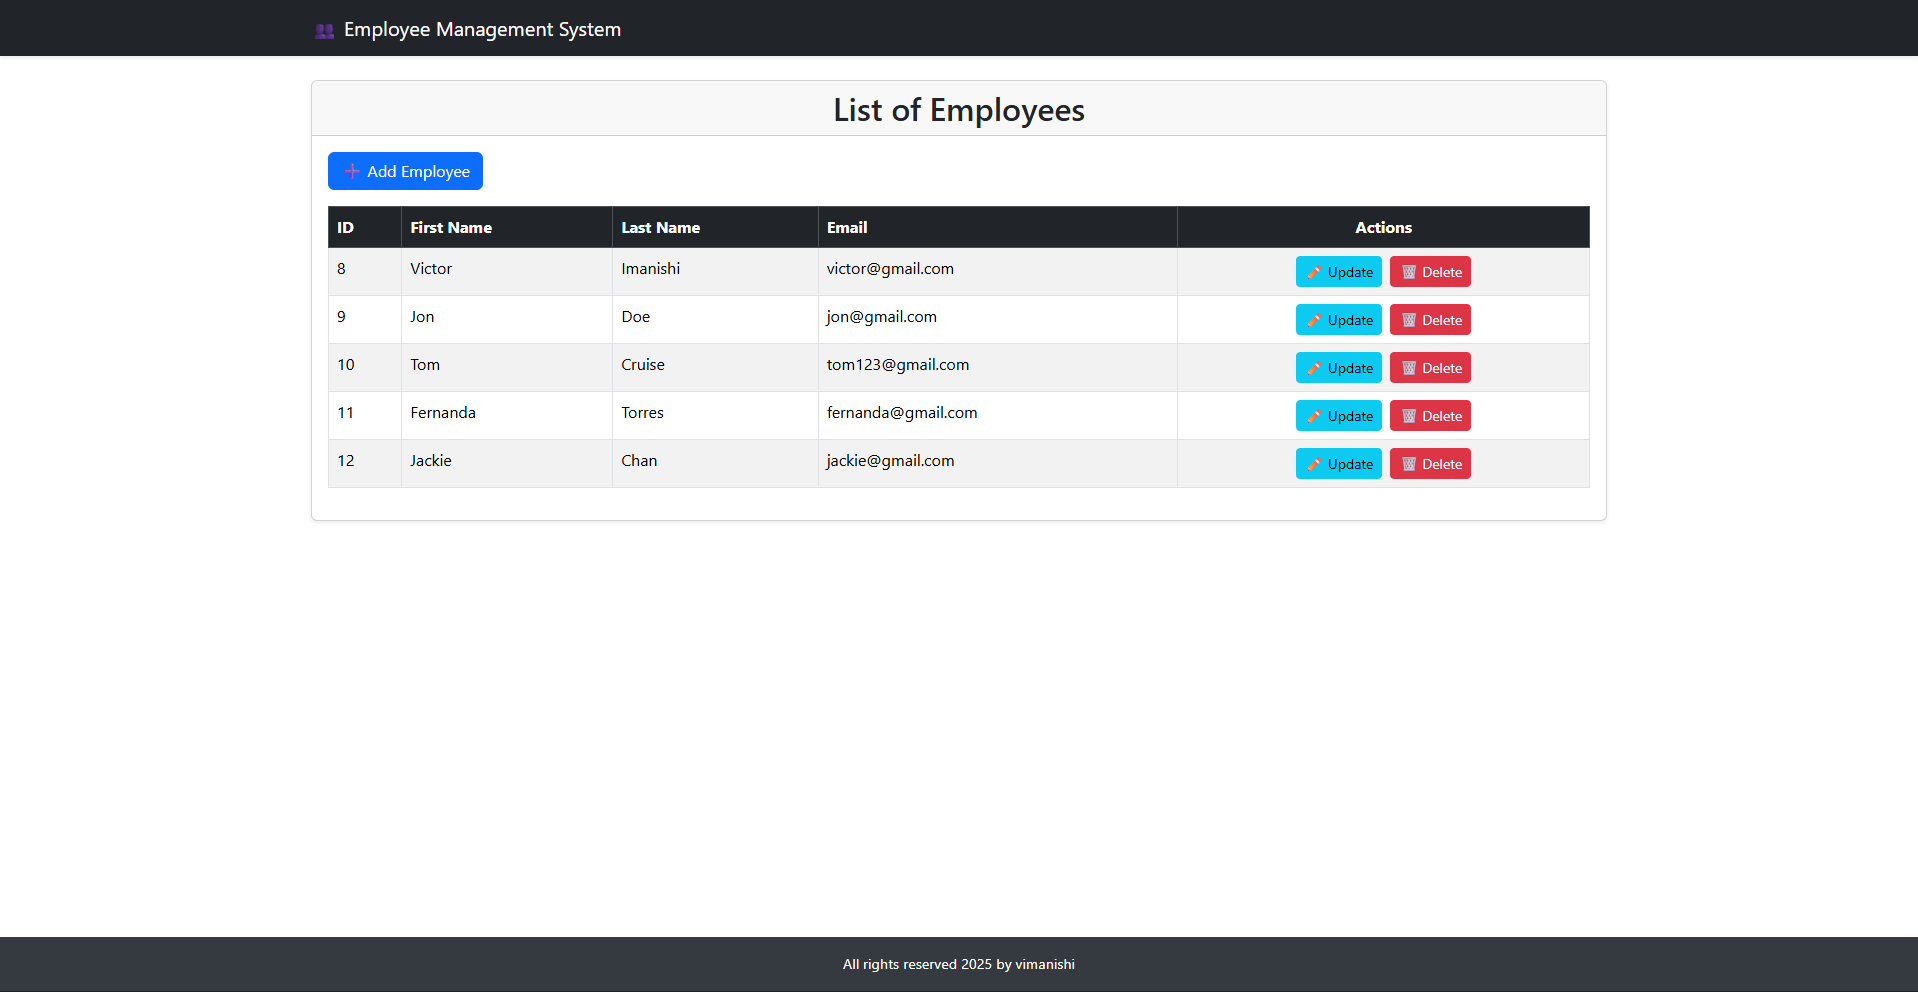 Employee Management System
List of Employees
Add Employee
ID First Name Last Name Email Actions
8 Victor Imanishi victor@gmail.com Update Delete
9 Jon Doe jon@gmail.com Update Delete
10 Tom Cruise tom123@gmail.com Update Delete
11 Fernanda Torres fernanda@gmail.com Update Delete
12 Jackie Chan jackie@gmail.com Update Delete
All rights reserved 2025 by vimanishi